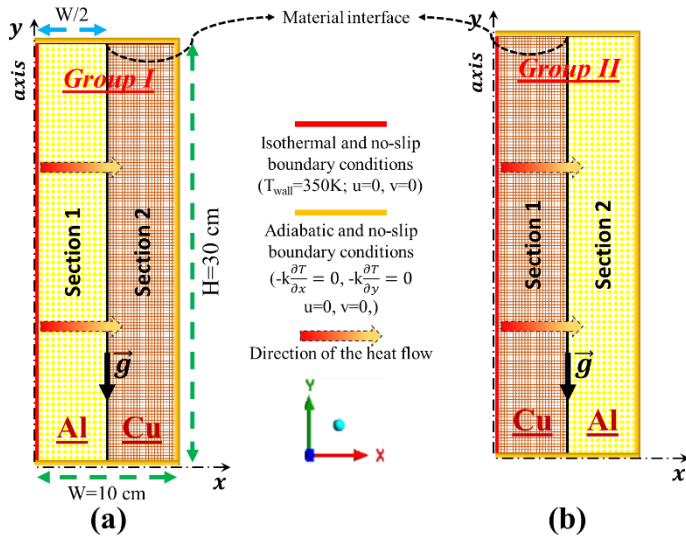 W/2
Material interface
y
axis
Group I
Section 1
Section 2
H=30 cm
g⃗
Al
Cu
x
W=10 cm
(a)
Isothermal and no-slip
boundary conditions
(T_wall=350K; u=0, v=0)
Adiabatic and no-slip
boundary conditions
(-k∂T/∂x = 0, -k∂T/∂y = 0
u=0, v=0,)
Direction of the heat flow
Y
X
y
axis
Group II
Section 1
Section 2
g⃗
Cu
Al
x
(b)